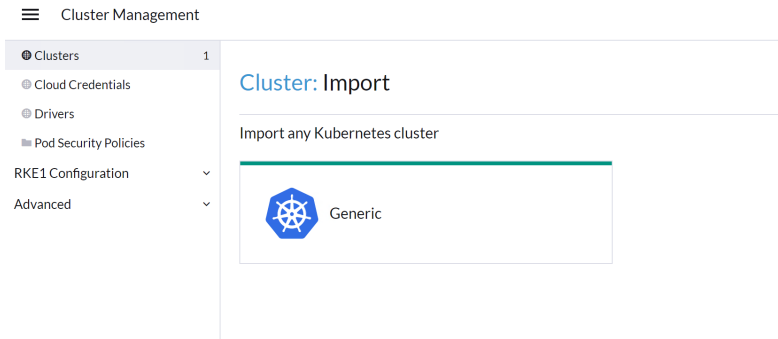 Cluster Management
Clusters 1
Cloud Credentials
Drivers
Pod Security Policies
RKE1 Configuration
Advanced
Cluster: Import
Import any Kubernetes cluster
Generic